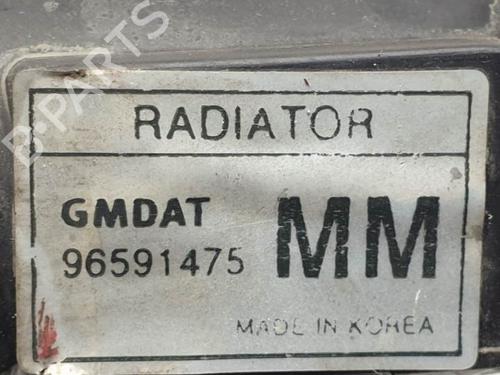 B-PARTS
RADIATOR
GMDAT
96591475
MM
MADE IN KOREA